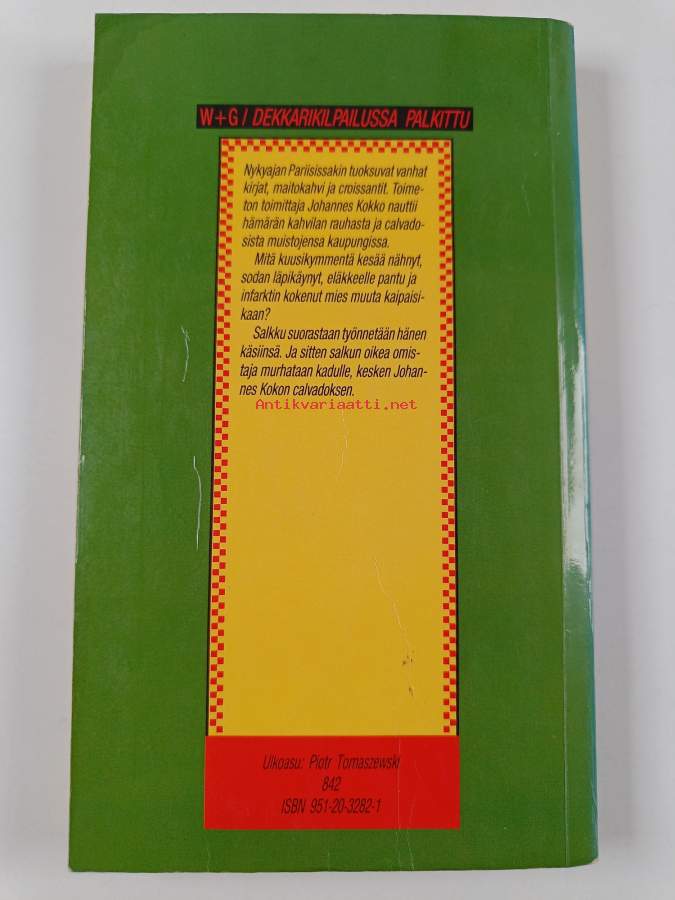 W+G / DEKKARIKILPAILUSSA PALKITTU
Nykyajan Pariisissakin tuoksuvat vanhat
kirjat, maitokahvi ja croissantit. Toime-
ton toimittaja Johannes Kokko nauttii
hämärän kahvilan rauhasta ja calvado-
sista muistojensa kaupungissa.
Mitä kuusikymmentä kesää nähnyt,
sodan läpikäynyt, eläkkeelle pantu ja
infarktin kokenut mies muuta kaipaisi-
kaan?
Salkku suorastaan työnnetään hänen
käsiinsä. Ja sitten salkun oikea omis-
taja murhataan kadulle, kesken Johan-
nes Kokon calvadoksen.
Antikvariaatti.net
Ulkoasu: Piotr Tomaszewski
842
ISBN 951-20-3282-1